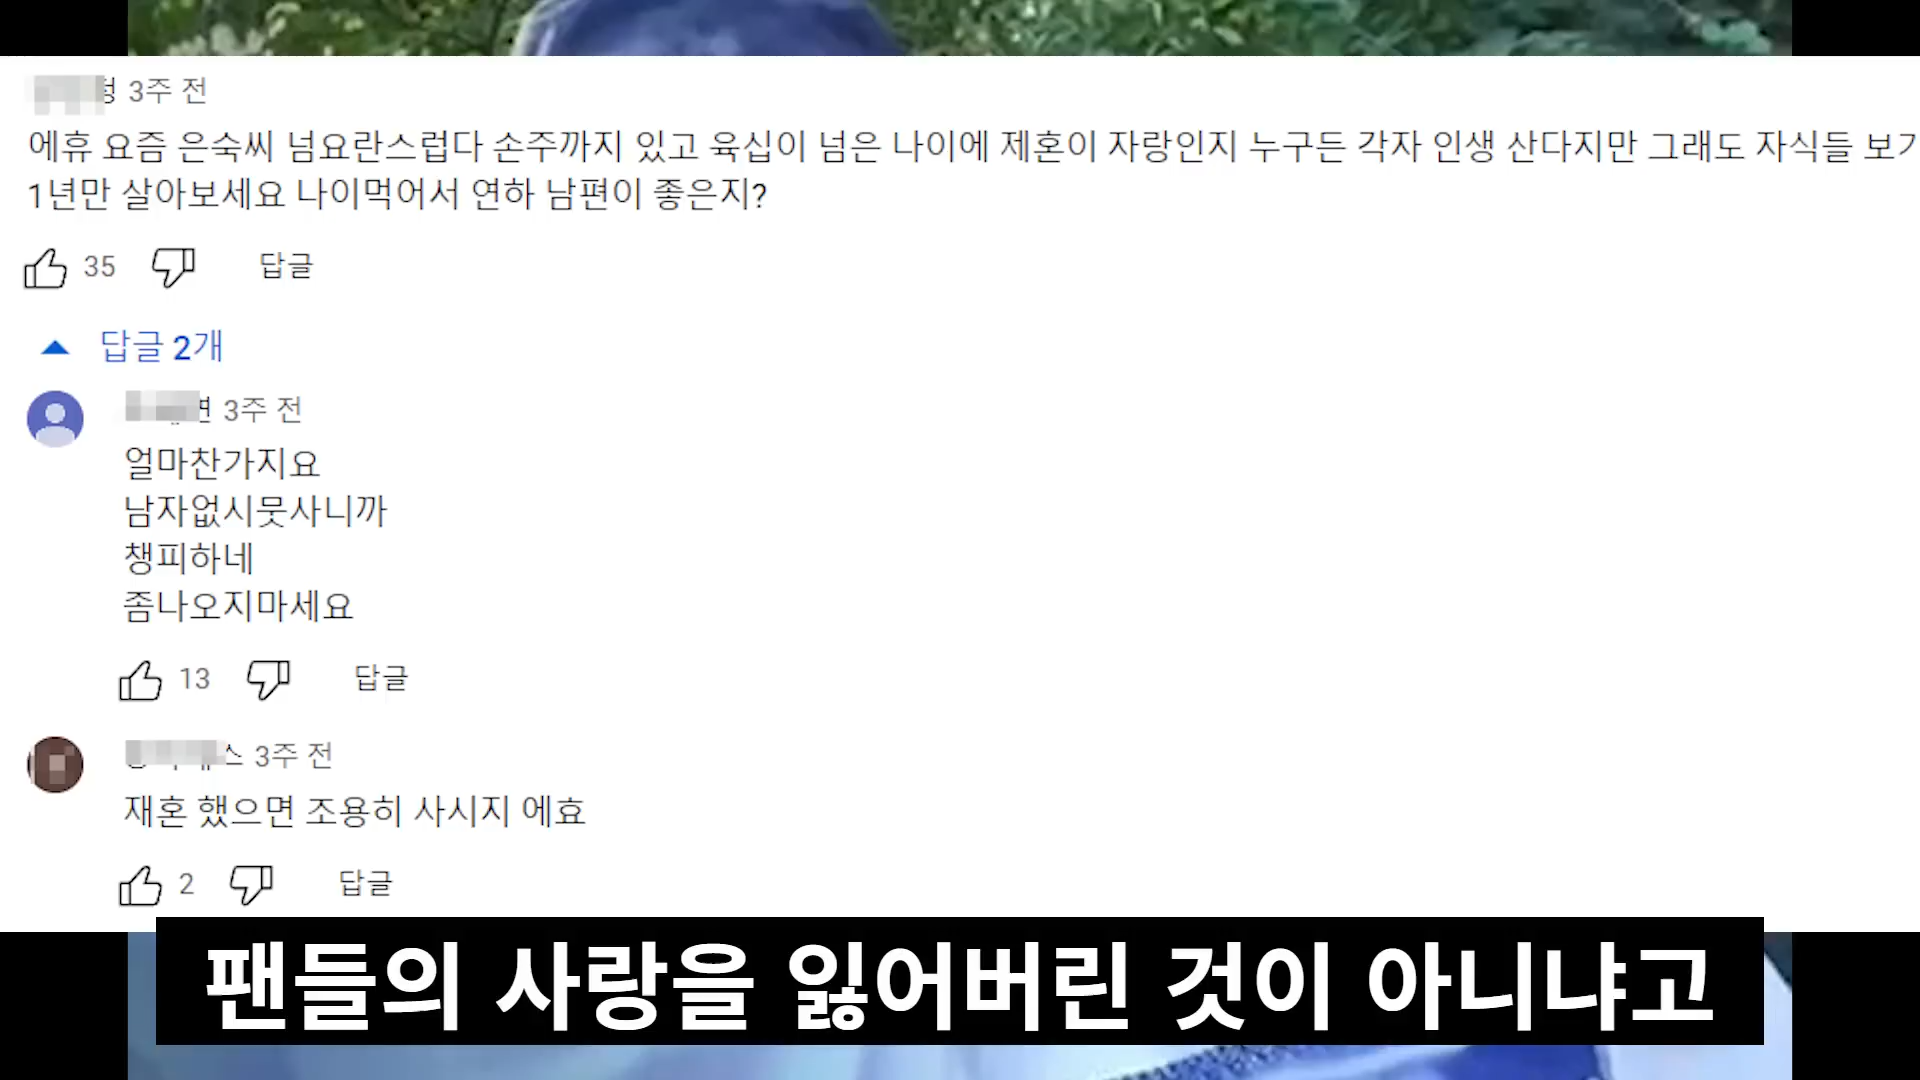 3주 전
에휴 요즘 은숙씨 넘요란스럽다 손주까지 있고 육십이 넘은 나이에 제혼이 자랑인지 누구든 각자 인생 산다지만 그래도 자식들 보기
1년만 살아보세요 나이먹어서 연하 남편이 좋은지?
35 답글
답글 2개
3주 전
얼마찬가지요
남자없시뭇사니까
챙피하네
좀나오지마세요
13 답글
스 3주 전
재혼 했으면 조용히 사시지 에효
2 답글
팬들의 사랑을 잃어버린 것이 아니냐고